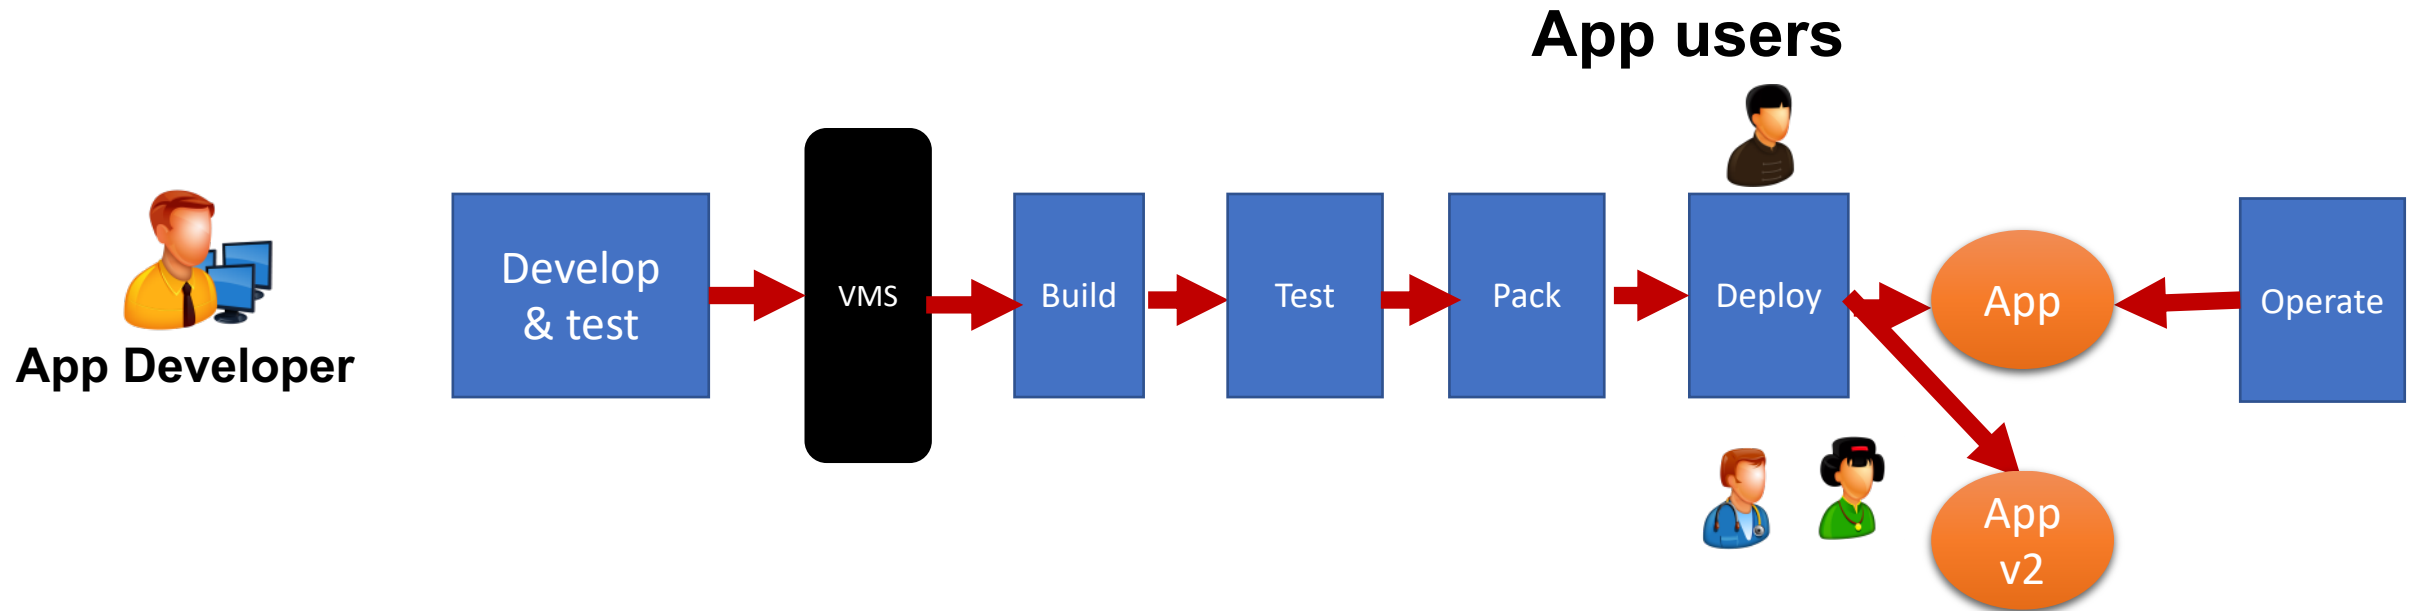 App users
App Developer
Develop
& test
VMS
Build
Test
Pack
Deploy
App
Operate
App
v2